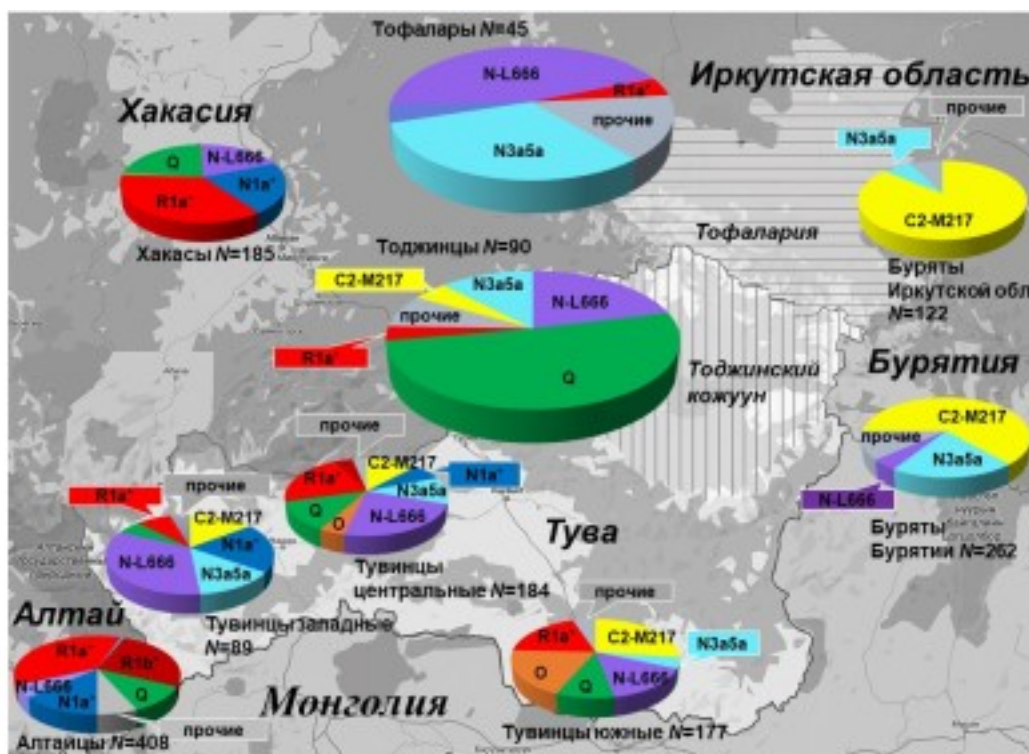 Тофалары N=45
N-L666
R1a*
прочие
N3a5a
Иркутская область
прочие
N3a5a
C2-M217
Буряты
Иркутской обл
N=122
Хакасия
Q
N-L666
N1a*
R1a*
Хакасы N=185
Тофалария
Тоджинцы N=90
C2-M217
N3a5a
N-L666
прочие
R1a*
Q
Тоджинский
кожуун
Бурятия
C2-M217
прочие
N3a5a
N-L666
Буряты
Бурятии N=262
прочие
R1a*
C2-M217
N1a*
N3a5a
Q
O
N-L666
Тувинцы
центральные N=184
Тува
R1a*
прочие
C2-M217
N1a*
N-L666
N3a5a
Тувинцы западные
N=89
Алтай
R1a*
R1b*
N-L666
N1a*
Q
прочие
Алтайцы N=408
Монголия
прочие
R1a*
C2-M217
N3a5a
O
Q
N-L666
Тувинцы южные N=177